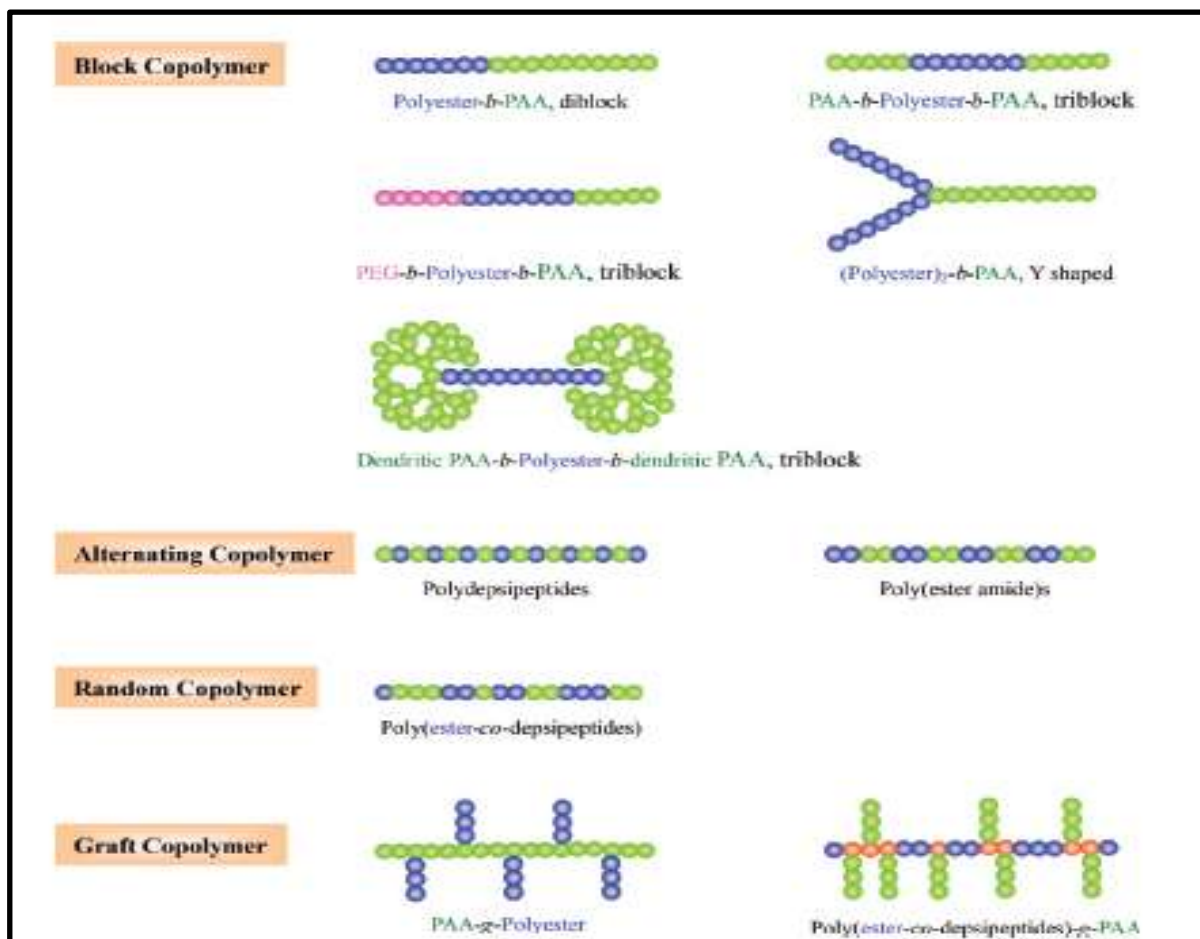 Block Copolymer
Polyester-b-PAA, diblock
PAA-b-Polyester-b-PAA, triblock
PEG-b-Polyester-b-PAA, triblock
(Polyester)₂-b-PAA, Y shaped
Dendritic PAA-b-Polyester-b-dendritic PAA, triblock
Alternating Copolymer
Polydepsipeptides
Poly(ester amide)s
Random Copolymer
Poly(ester-co-depsipeptides)
Graft Copolymer
PAA-g-Polyester
Poly(ester-co-depsipeptides)-g-PAA